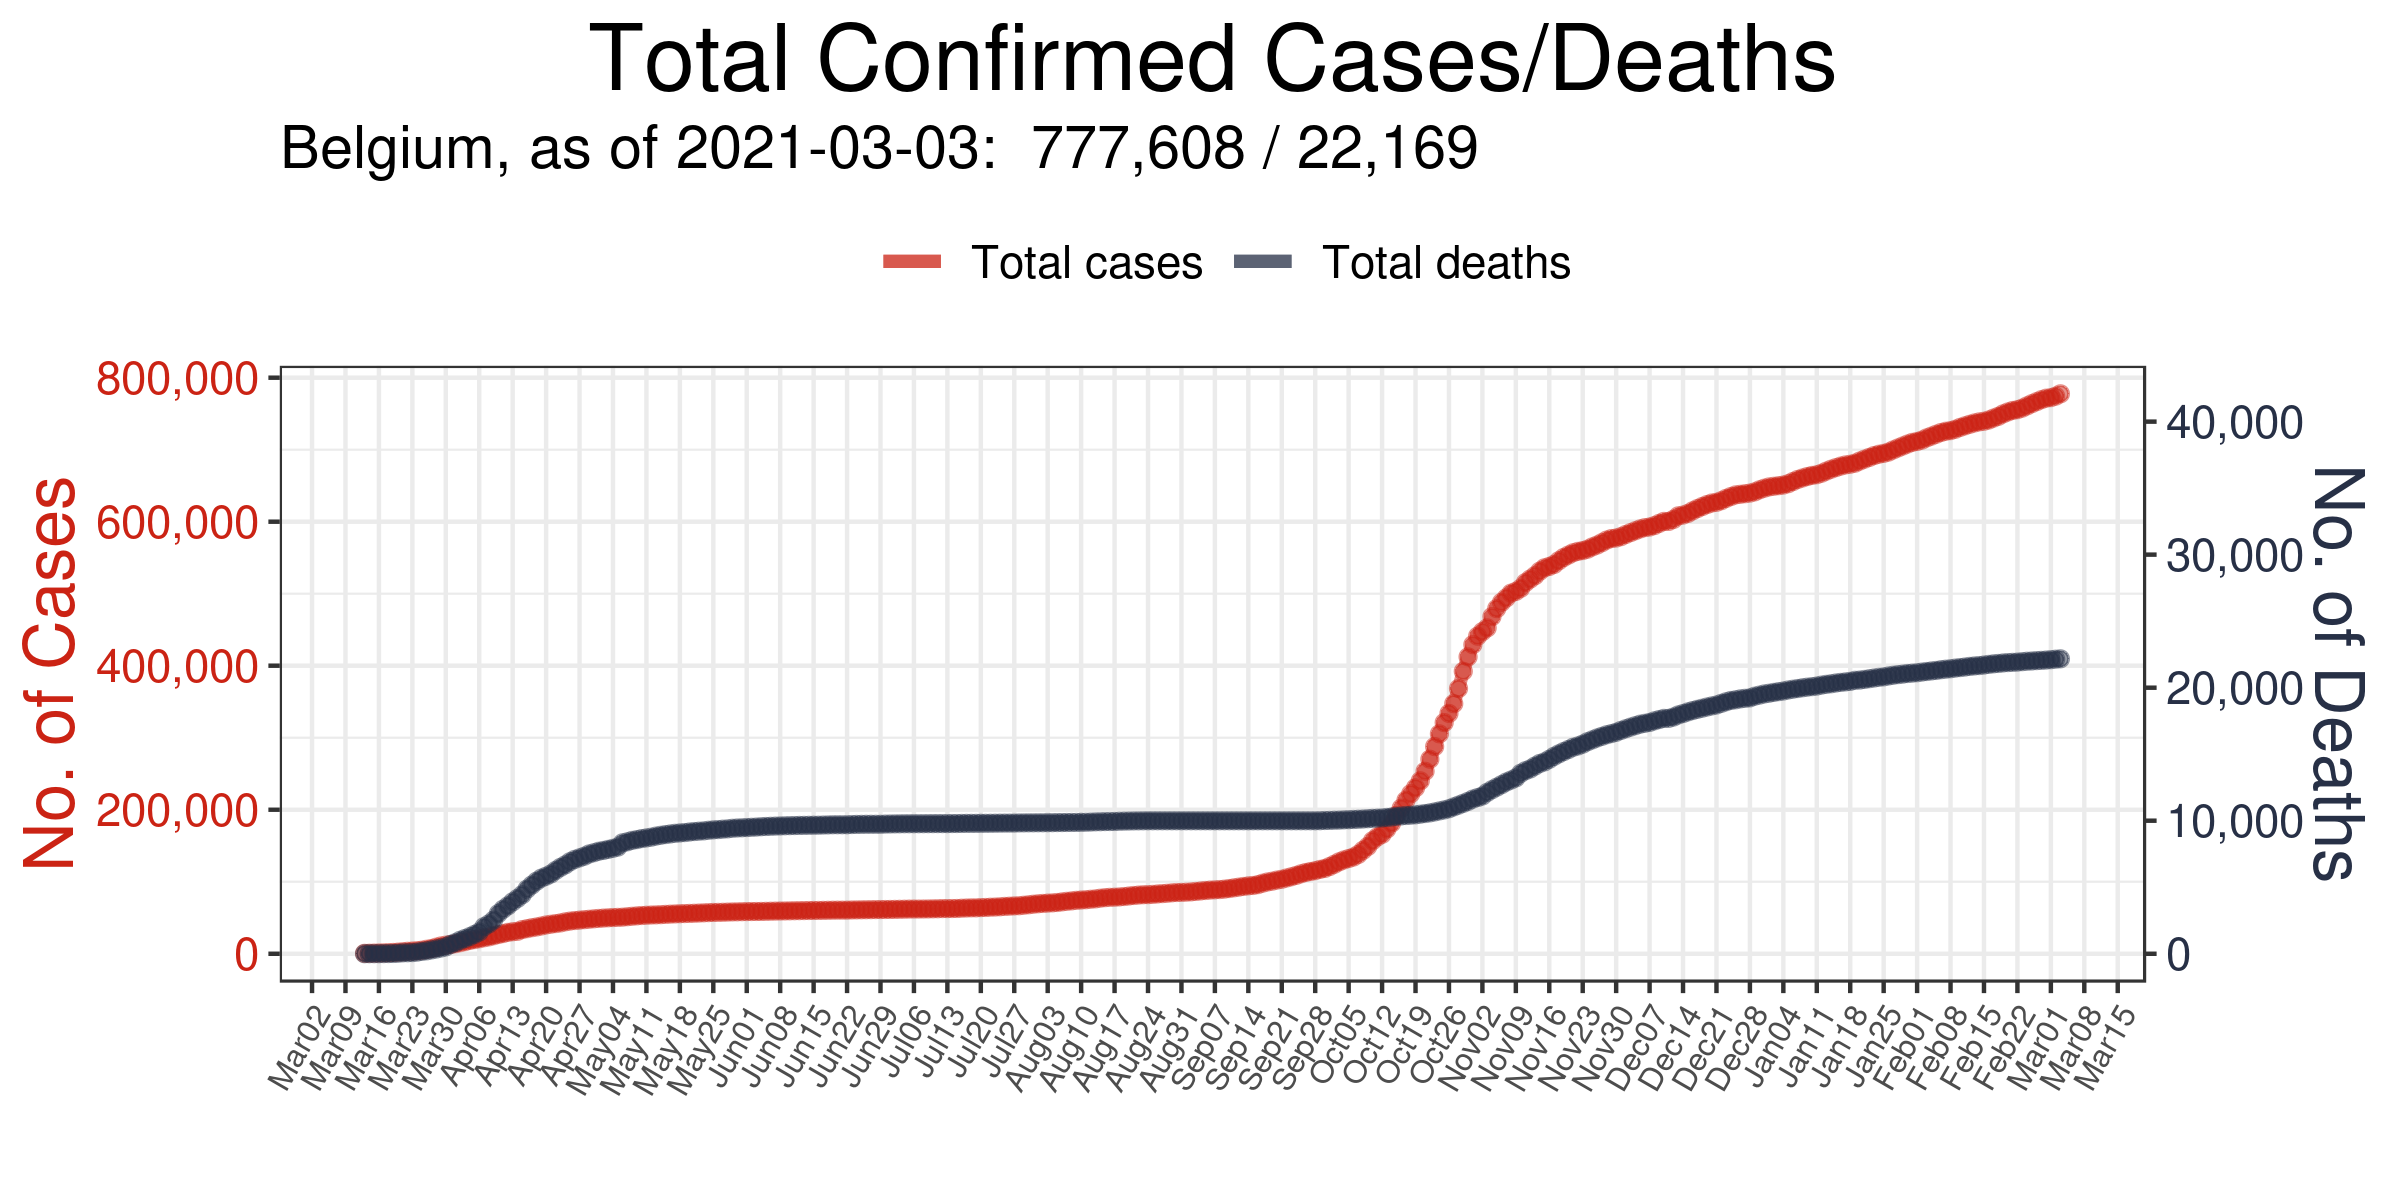 Total Confirmed Cases/Deaths
Belgium, as of 2021-03-03: 777,608 / 22,169
Total cases
Total deaths
No. of Cases
800,000
600,000
400,000
200,000
0
40,000
30,000
20,000
10,000
0
No. of Deaths
Mar02
Mar09
Mar16
Mar23
Mar30
Apr06
Apr13
Apr20
Apr27
May04
May11
May18
May25
Jun01
Jun08
Jun15
Jun22
Jun29
Jul06
Jul13
Jul20
Jul27
Aug03
Aug10
Aug17
Aug24
Aug31
Sep07
Sep14
Sep21
Sep28
Oct05
Oct12
Oct19
Oct26
Nov02
Nov09
Nov16
Nov23
Nov30
Dec07
Dec14
Dec21
Dec28
Jan04
Jan11
Jan18
Jan25
Feb01
Feb08
Feb15
Feb22
Mar01
Mar08
Mar15